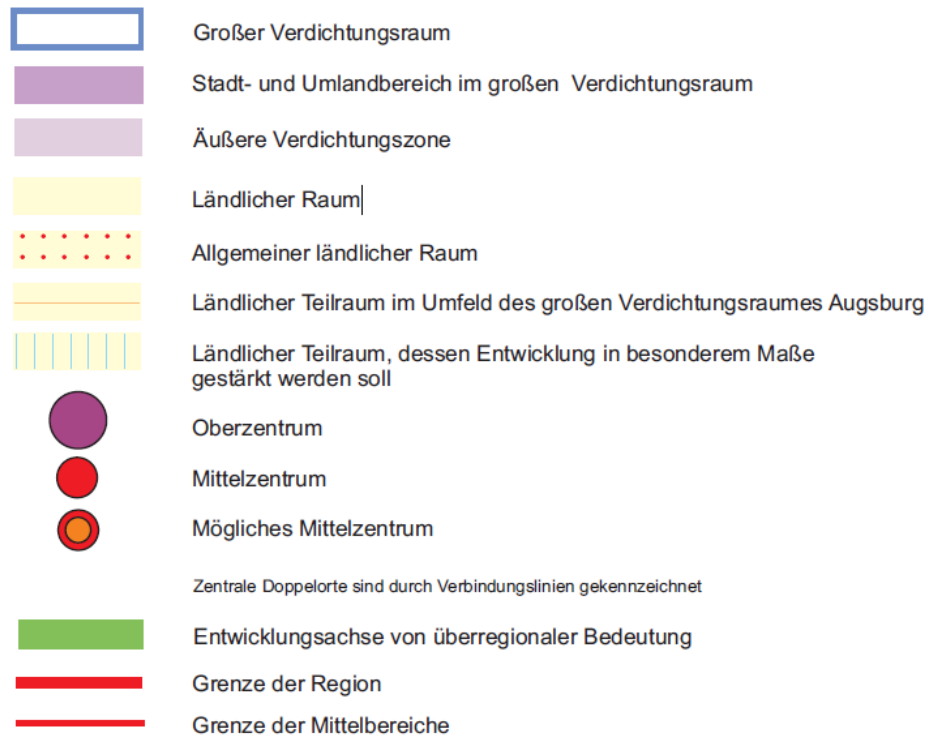 Großer Verdichtungsraum
Stadt- und Umlandbereich im großen Verdichtungsraum
Äußere Verdichtungszone
Ländlicher Raum
Allgemeiner ländlicher Raum
Ländlicher Teilraum im Umfeld des großen Verdichtungsraumes Augsburg
Ländlicher Teilraum, dessen Entwicklung in besonderem Maße
gestärkt werden soll
Oberzentrum
Mittelzentrum
Mögliches Mittelzentrum
Zentrale Doppelorte sind durch Verbindungslinien gekennzeichnet
Entwicklungsachse von überregionaler Bedeutung
Grenze der Region
Grenze der Mittelbereiche